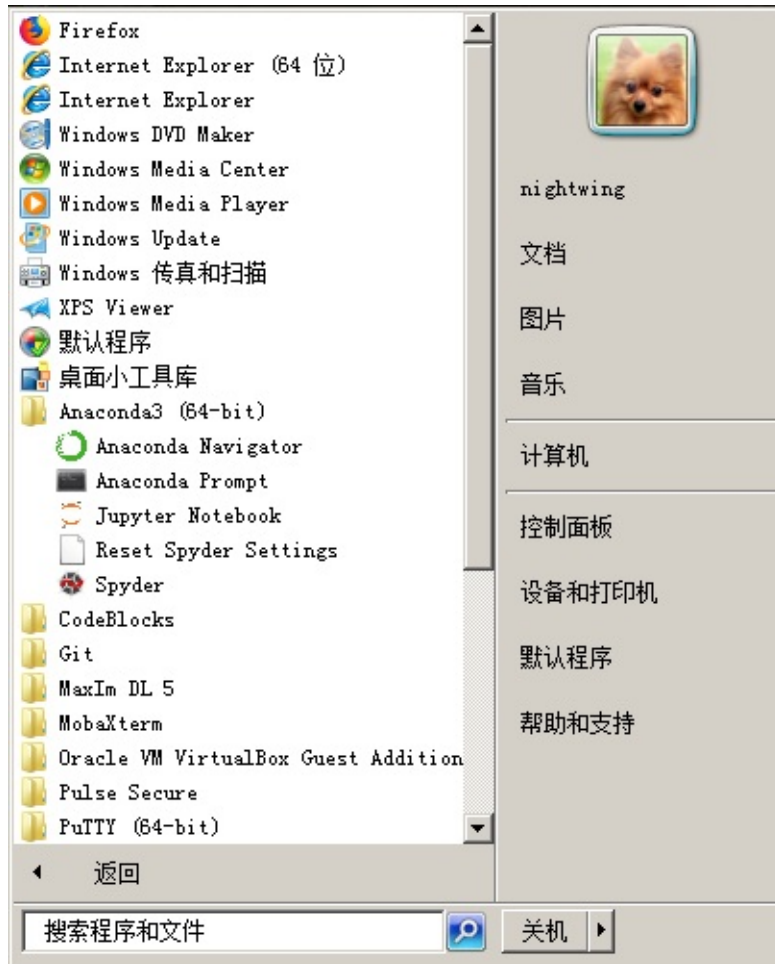 Firefox
Internet Explorer (64 位)
Internet Explorer
Windows DVD Maker
Windows Media Center
Windows Media Player
Windows Update
Windows 传真和扫描
XPS Viewer
默认程序
桌面小工具库
Anaconda3 (64-bit)
Anaconda Navigator
Anaconda Prompt
Jupyter Notebook
Reset Spyder Settings
Spyder
CodeBlocks
Git
MaxIm DL 5
MobaXterm
Oracle VM VirtualBox Guest Addition
Pulse Secure
PuTTY (64-bit)
返回
搜索程序和文件
nightwing
文档
图片
音乐
计算机
控制面板
设备和打印机
默认程序
帮助和支持
关机